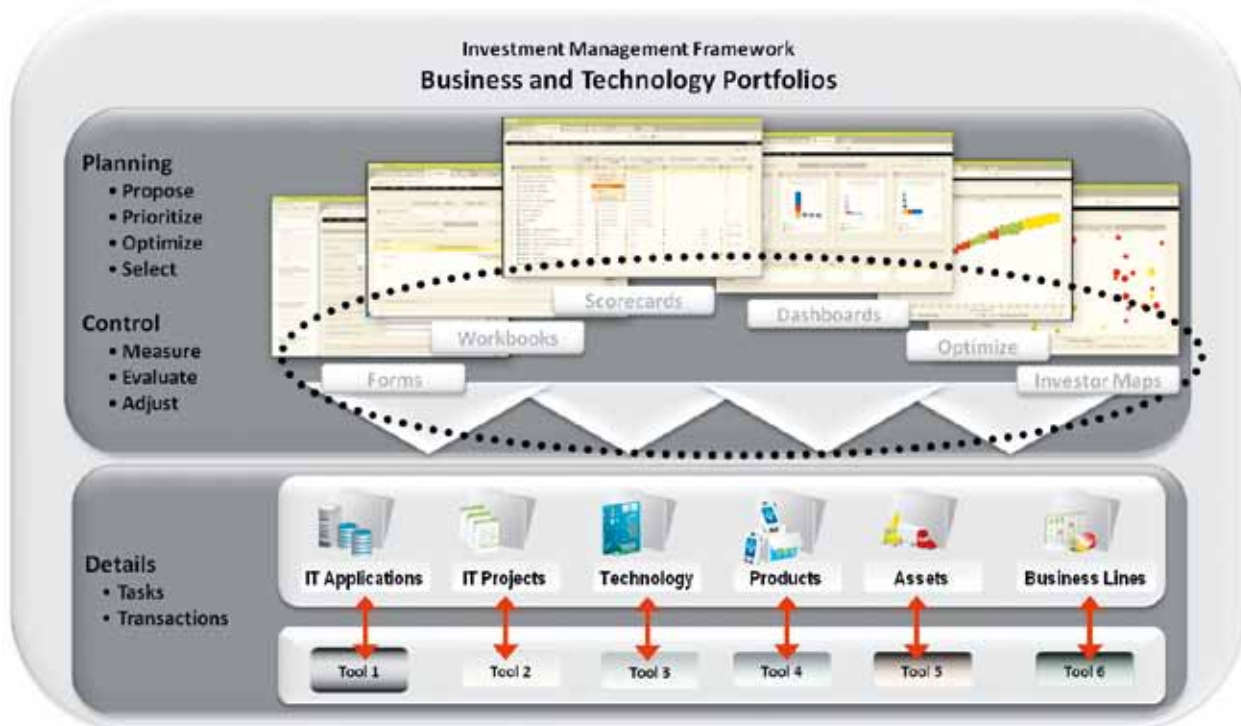 Investment Management Framework
Business and Technology Portfolios
Planning
• Propose
• Prioritize
• Optimize
• Select
Control
• Measure
• Evaluate
• Adjust
Scorecards
Dashboards
Workbooks
Optimize
Forms
Investor Maps
Details
• Tasks
• Transactions
IT Applications
IT Projects
Technology
Products
Assets
Business Lines
Tool 1
Tool 2
Tool 3
Tool 4
Tool 5
Tool 6